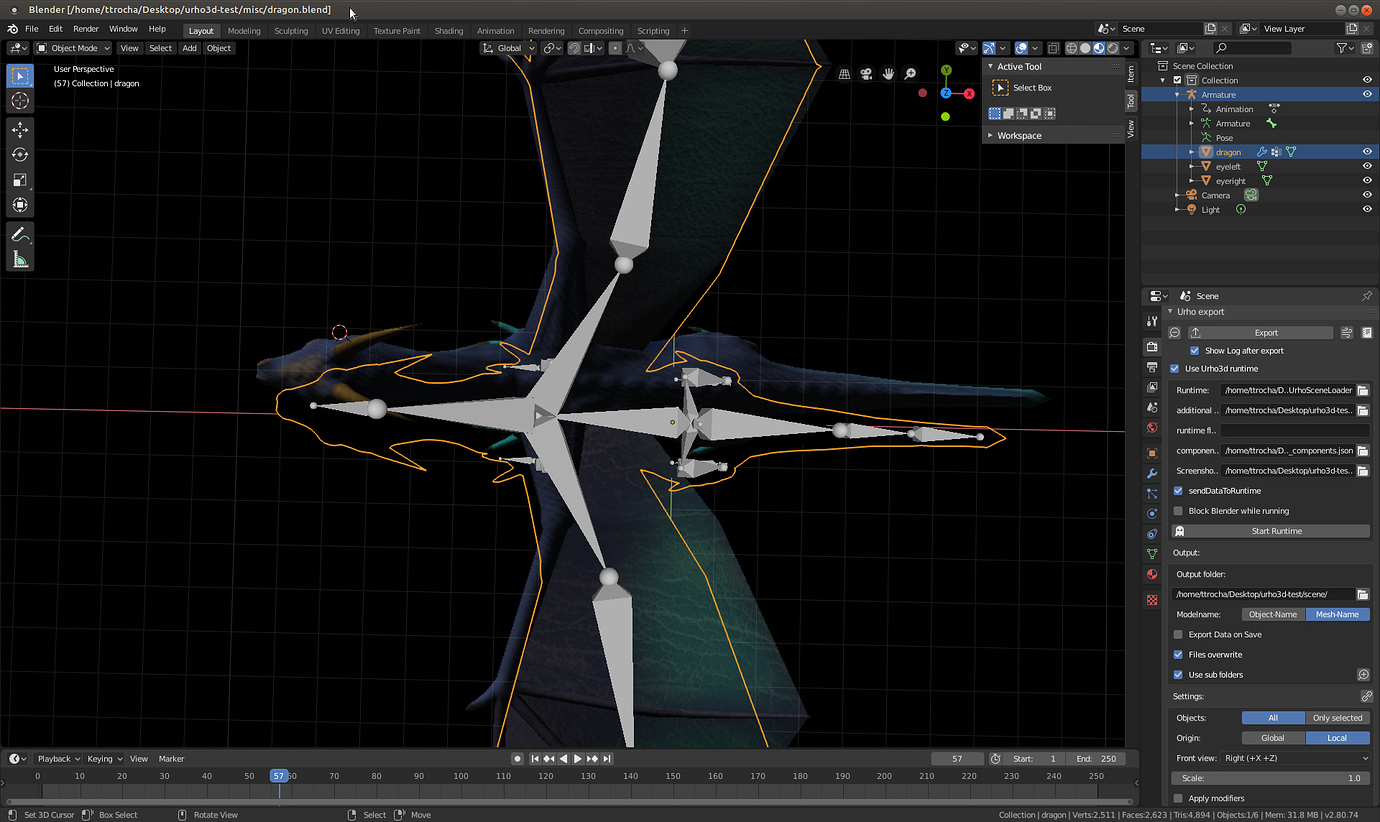 Blender [/home/ttrocha/Desktop/urho3d-test/misc/dragon.blend]
File Edit Render Window Help Layout Modeling Sculpting UV Editing Texture Paint Shading Animation Rendering Compositing Scripting + Scene View Layer
Object Mode View Select Add Object Global
User Perspective
(57) Collection | dragon
Y
Z
X
Active Tool
Select Box
Workspace
Item
Tool
View
Scene Collection
Collection
Armature
Animation
Armature
Pose
dragon
eyeleft
eyeright
Camera
Light
Scene
Urho export
Export
Show Log after export
Use Urho3d runtime
Runtime: /home/ttrocha/D..UrhoSceneLoader
additional .. /home/ttrocha/Desktop/urho3d-tes..
runtime fl..
componen.. /home/ttrocha/D.._components.json
Screensho.. /home/ttrocha/Desktop/urho3d-tes..
sendDataToRuntime
Block Blender while running
Start Runtime
Output:
Output folder:
/home/ttrocha/Desktop/urho3d-test/scene/
Modelname: Object-Name Mesh-Name
Export Data on Save
Files overwrite
Use sub folders
Settings:
Objects: All Only selected
Origin: Global Local
Front view: Right (+X +Z)
Scale: 1.0
Apply modifiers
Playback Keying View Marker 57 Start: 1 End: 250
0 10 20 30 40 50 57 60 70 80 90 100 110 120 130 140 150 160 170 180 190 200 210 220 230 240 250
Set 3D Cursor Box Select Rotate View Select Move Collection | dragon | Verts:2,511 | Faces:2,623 | Tris:4,894 | Objects:1/6 | Mem: 31.8 MB | v2.80.74